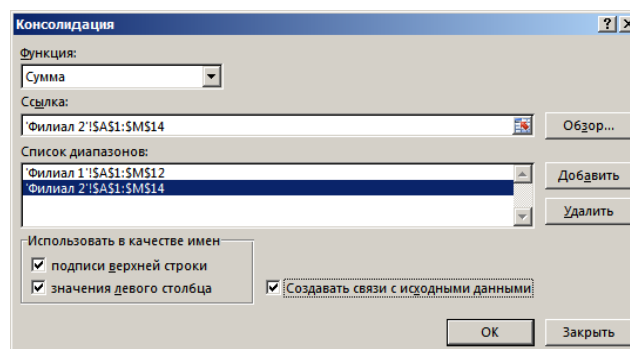 Консолидация
Функция:
Сумма
Ссылка:
'Филиал 2'!$A$1:$M$14
Обзор...
Список диапазонов:
'Филиал 1'!$A$1:$M$12
'Филиал 2'!$A$1:$M$14
Добавить
Удалить
Использовать в качестве имен
подписи верхней строки
значения левого столбца
Создавать связи с исходными данными
ОК
Закрыть